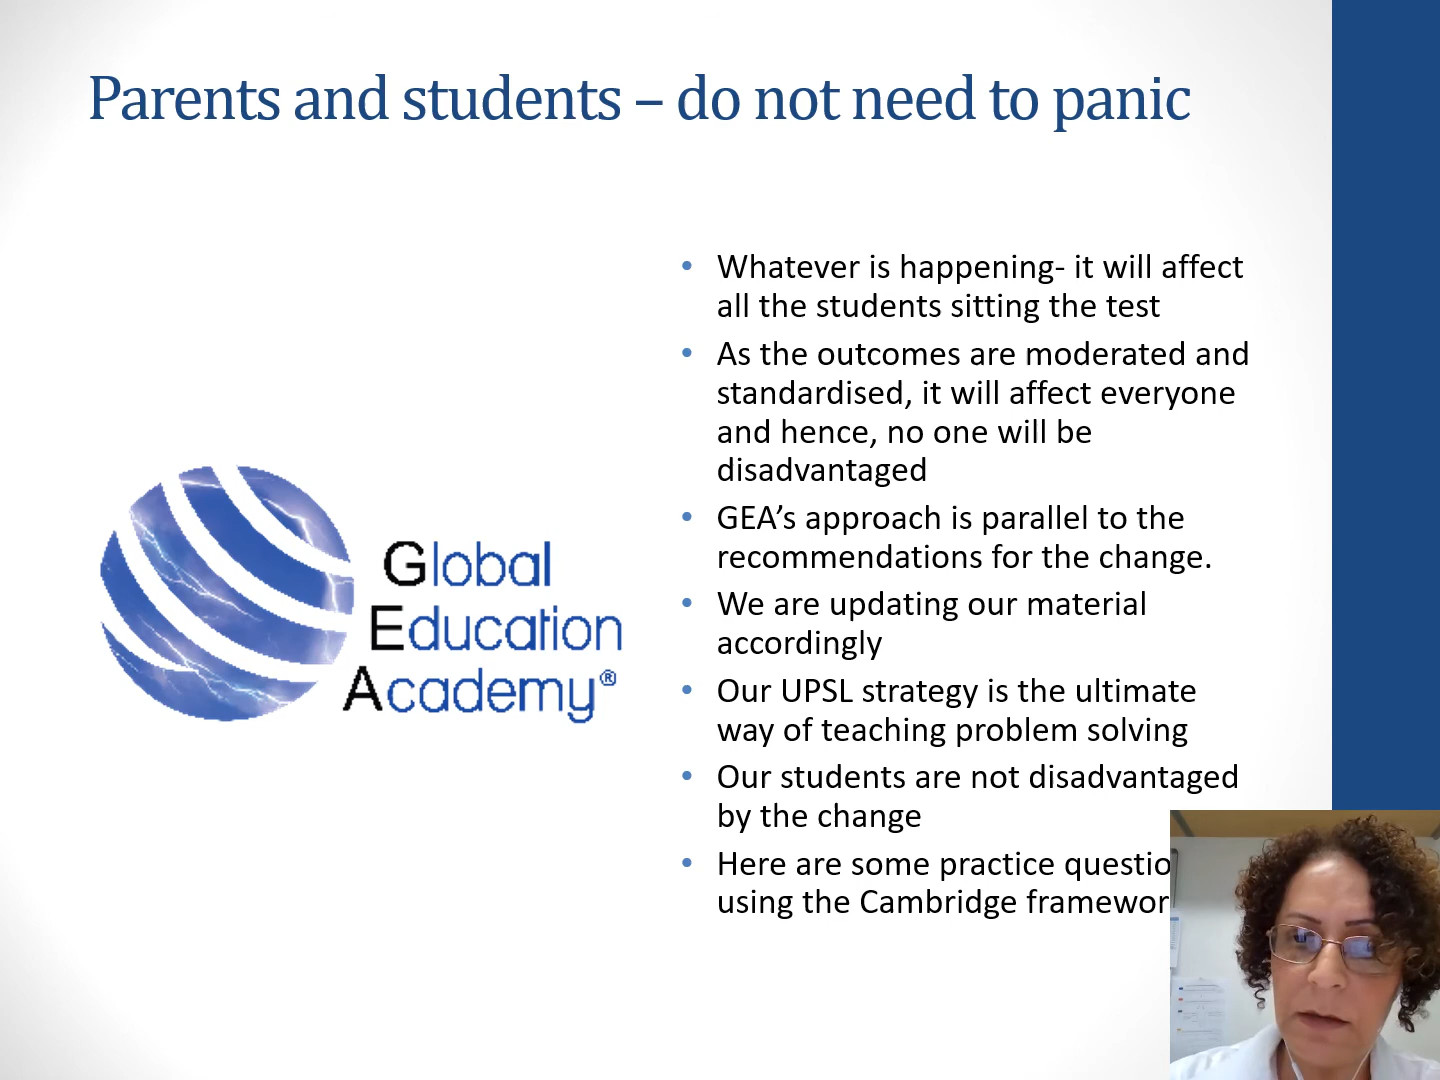 Parents and students – do not need to panic
• Whatever is happening- it will affect
all the students sitting the test
• As the outcomes are moderated and
standardised, it will affect everyone
and hence, no one will be
disadvantaged
• GEA’s approach is parallel to the
recommendations for the change.
• We are updating our material
accordingly
• Our UPSL strategy is the ultimate
way of teaching problem solving
• Our students are not disadvantaged
by the change
• Here are some practice questio
using the Cambridge framewor
Global
Education
Academy®